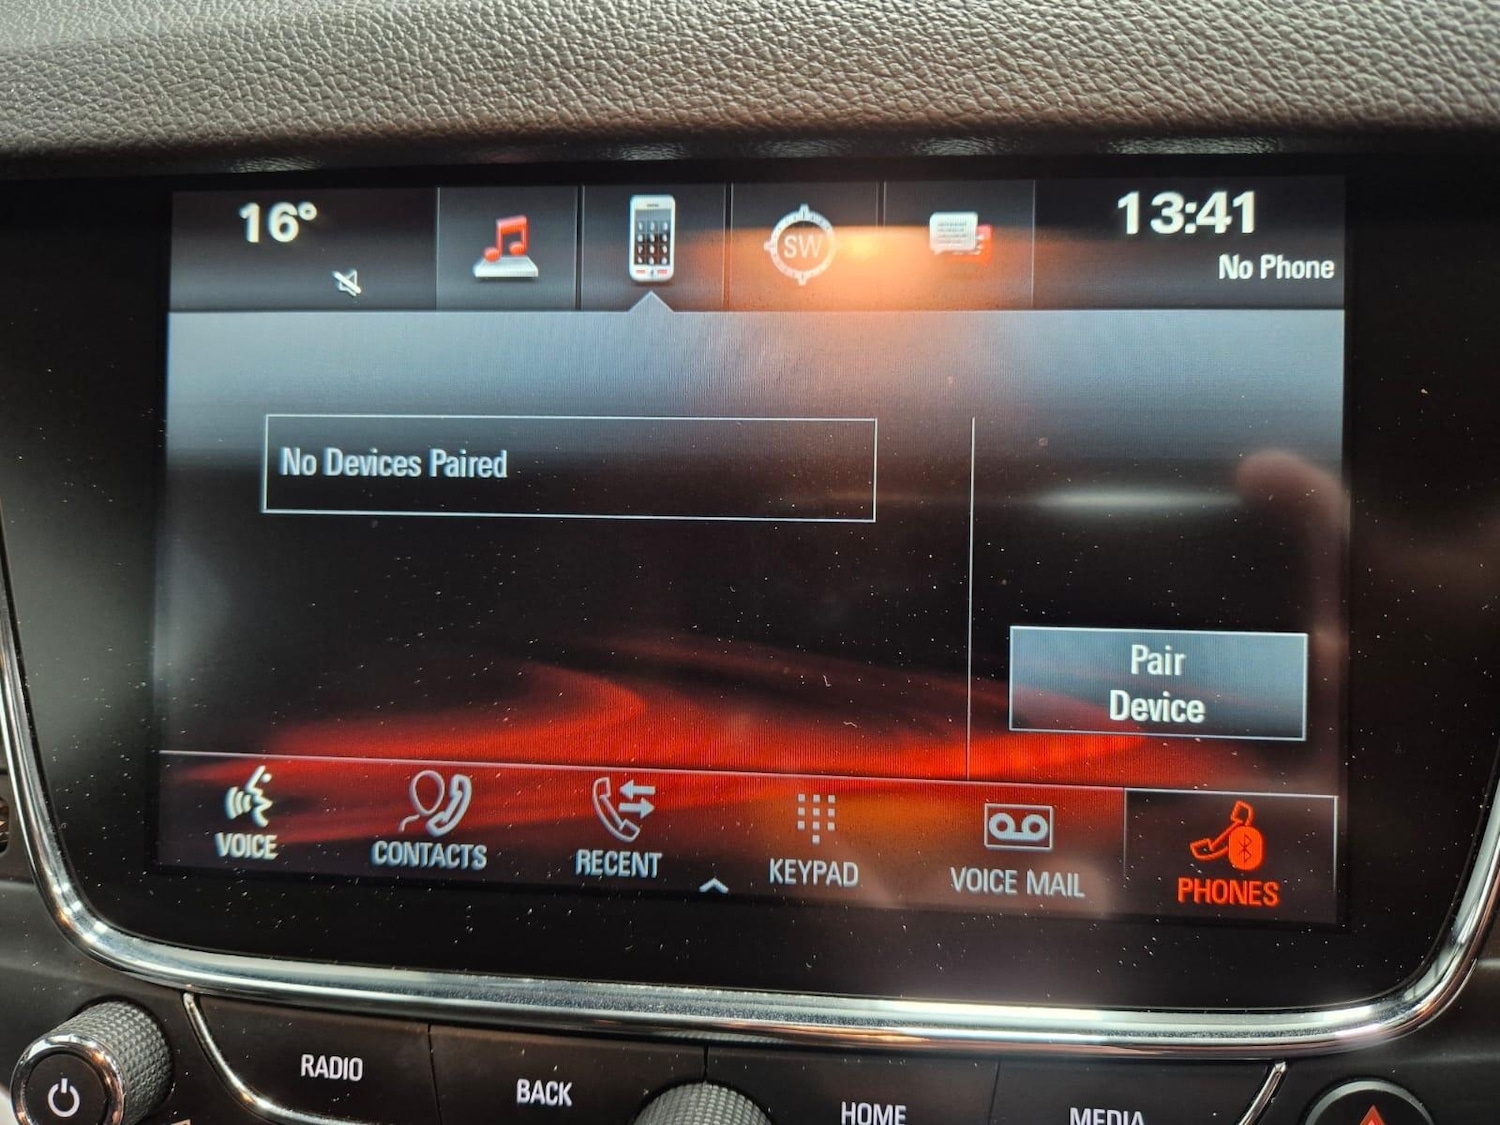 16°
SW
13:41
No Phone
No Devices Paired
Pair
Device
VOICE
CONTACTS
RECENT
KEYPAD
VOICE MAIL
PHONES
RADIO
BACK
HOME
MEDIA